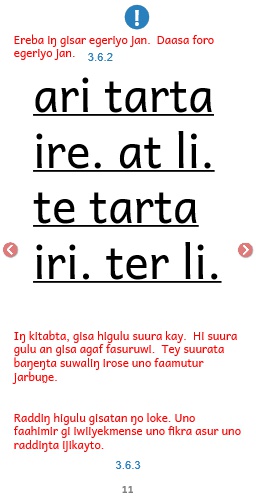 !
Ereba iŋ gisar egeriyo jan. Daasa foro
egeriyo jan. 3.6.2
ari tarta
ire. at li.
te tarta
iri. ter li.
Iŋ kitabta, gisa higulu suura kay. Hi suura
gulu an gisa agaf fasuruwi. Tey suurata
baŋeŋta suwaliŋ irose uno faamutur
jarbuŋe.
Raddiŋ higulu gisatan ŋo loke. Uno
faahimir gi iwiiyekmense uno fikra asur uno
raddiŋta ijikayto.
3.6.3
11